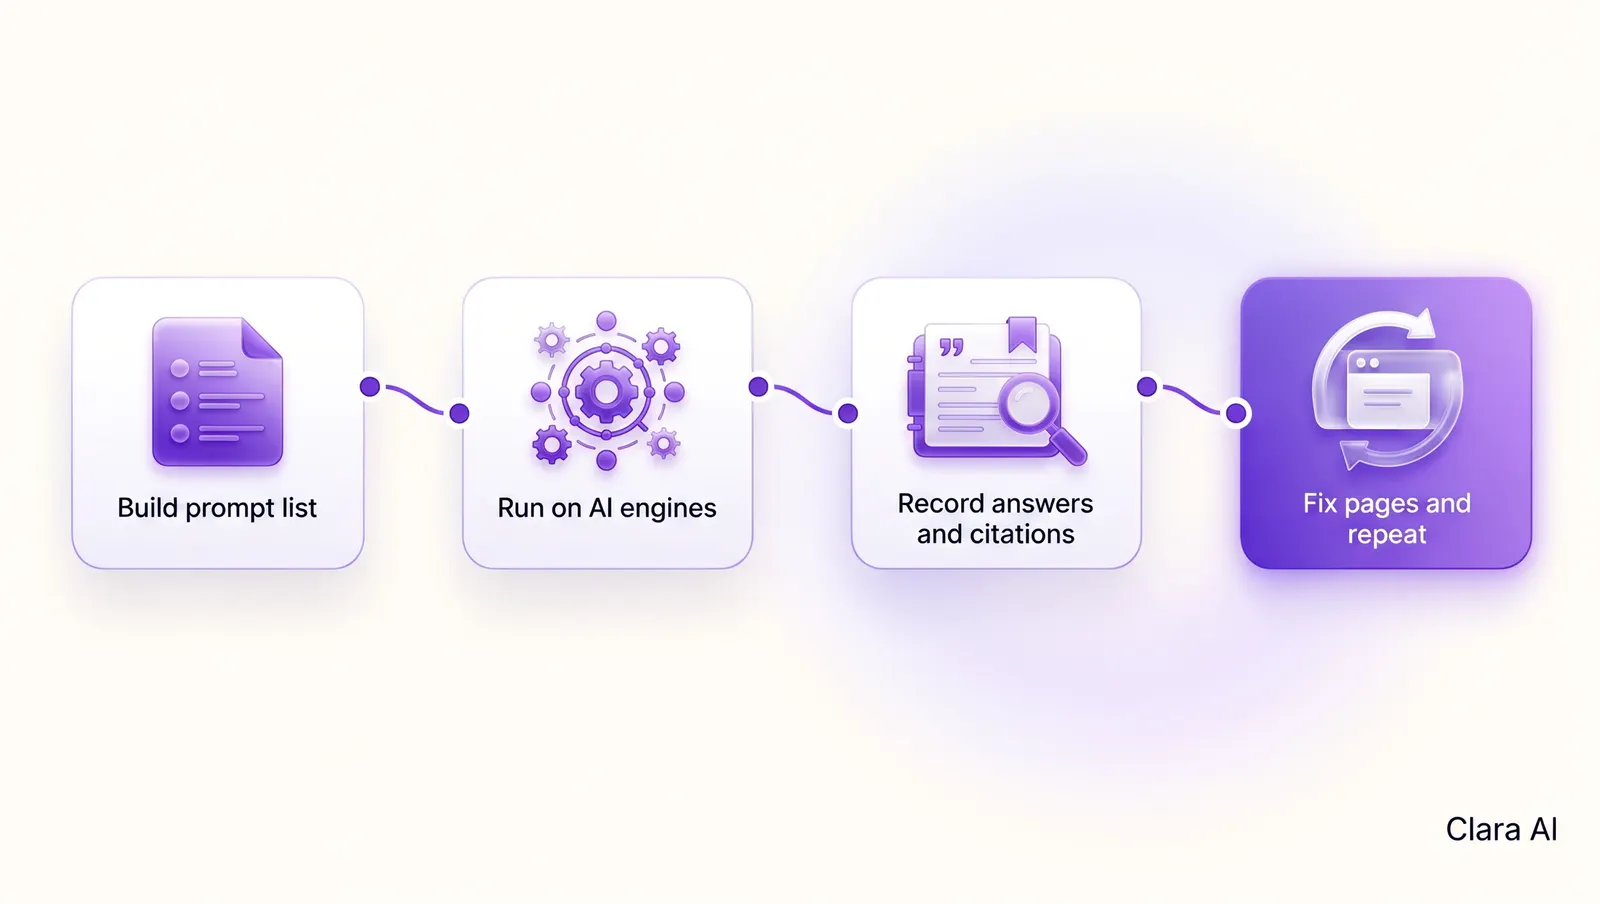 Build prompt list
Run on AI engines
Record answers
and citations
Fix pages and
repeat
Clara AI